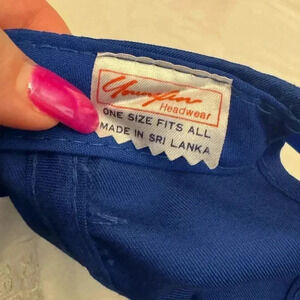 Youngan
Headwear
ONE SIZE FITS ALL
MADE IN SRI LANKA